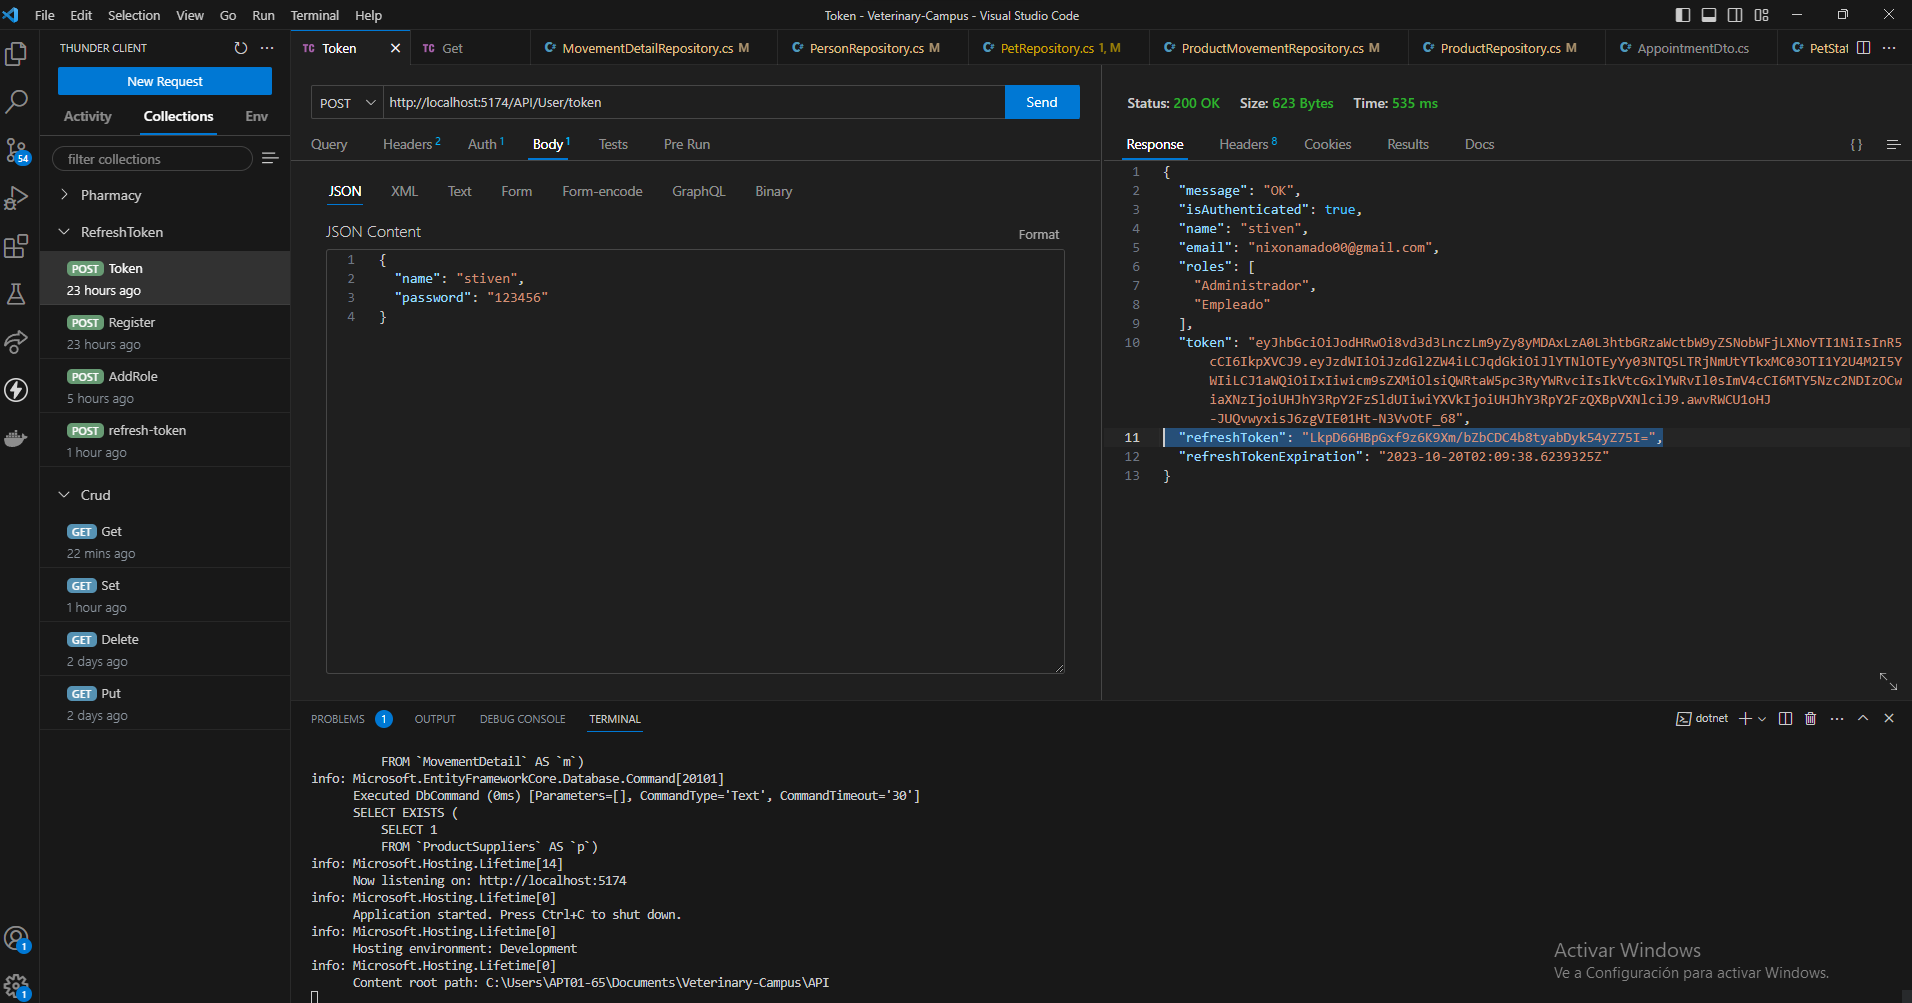 File Edit Selection View Go Run Terminal Help
Token - Veterinary-Campus - Visual Studio Code
THUNDER CLIENT
New Request
Activity Collections Env
filter collections
Pharmacy
RefreshToken
POST Token
23 hours ago
POST Register
23 hours ago
POST AddRole
5 hours ago
POST refresh-token
1 hour ago
Crud
GET Get
22 mins ago
GET Set
1 hour ago
GET Delete
2 days ago
GET Put
2 days ago
54
1
1
TC Token TC Get MovementDetailRepository.cs M PersonRepository.cs M PetRepository.cs 1, M ProductMovementRepository.cs M ProductRepository.cs M AppointmentDto.cs PetStat
POST http://localhost:5174/API/User/token Send
Query Headers 2 Auth 1 Body 1 Tests Pre Run
JSON XML Text Form Form-encode GraphQL Binary
JSON Content
Format
1 {
2 "name": "stiven",
3 "password": "123456"
4 }
Status: 200 OK Size: 623 Bytes Time: 535 ms
Response Headers 8 Cookies Results Docs { }
1 {
2 "message": "OK",
3 "isAuthenticated": true,
4 "name": "stiven",
5 "email": "nixonamado00@gmail.com",
6 "roles": [
7 "Administrador",
8 "Empleado"
9 ],
10 "token": "eyJhbGciOiJodHRwOi8vd3d3LnczLm9yZy8yMDAxLzA0L3htbGRzaWctbW9yZSNobWFjLXNoYTI1NiIsInR5
cCI6IkpXVCJ9.eyJzdWIiOiJzdGl2ZW4iLCJqdGkiOiJlYTNlOTEyYy03NTQ5LTRjNmUtYTkxMC03OTI1Y2U4M2I5Y
WIiLCJ1aWQiOiIxIiwicm9sZXMiOlsiQWRtaW5pc3RyYWRvciIsIkVtcGxlYWRvIl0sImV4cCI6MTY5Nzc2NDIzOCw
iaXNzIjoiUHJhY3RpY2FzSldUIiwiYXVkIjoiUHJhY3RpY2FzQXBpVXNlciJ9.awvRWCU1oHJ
-JUQvwyxisJ6zgVIE01Ht-N3VvOtF_68",
11 "refreshToken": "LkpD66HBpGxf9z6K9Xm/bZbCDC4b8tyabDyk54yZ75I=",
12 "refreshTokenExpiration": "2023-10-20T02:09:38.6239325Z"
13 }
PROBLEMS 1 OUTPUT DEBUG CONSOLE TERMINAL
dotnet
FROM `MovementDetail` AS `m`)
info: Microsoft.EntityFrameworkCore.Database.Command[20101]
Executed DbCommand (0ms) [Parameters=[], CommandType='Text', CommandTimeout='30']
SELECT EXISTS (
SELECT 1
FROM `ProductSuppliers` AS `p`)
info: Microsoft.Hosting.Lifetime[14]
Now listening on: http://localhost:5174
info: Microsoft.Hosting.Lifetime[0]
Application started. Press Ctrl+C to shut down.
info: Microsoft.Hosting.Lifetime[0]
Hosting environment: Development
info: Microsoft.Hosting.Lifetime[0]
Content root path: C:\Users\APT01-65\Documents\Veterinary-Campus\API
Activar Windows
Ve a Configuración para activar Windows.